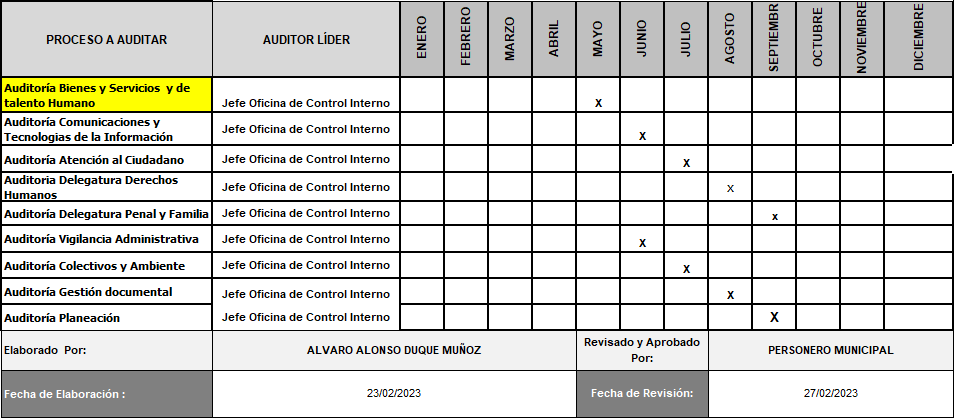 PROCESO A AUDITAR AUDITOR LÍDER ENERO FEBRERO MARZO ABRIL MAYO JUNIO JULIO AGOSTO SEPTIEMBR OCTUBRE NOVIEMBRE DICIEMBRE
Auditoría Bienes y Servicios y de
talento Humano Jefe Oficina de Control Interno X
Auditoría Comunicaciones y
Tecnologias de la Información Jefe Oficina de Control Interno X
Auditoría Atención al Ciudadano Jefe Oficina de Control Interno X
Auditoria Delegatura Derechos
Humanos Jefe Oficina de Control Interno X
Auditoría Delegatura Penal y Familia Jefe Oficina de Control Interno x
Auditoría Vigilancia Administrativa Jefe Oficina de Control Interno X
Auditoría Colectivos y Ambiente Jefe Oficina de Control Interno X
Auditoría Gestión documental Jefe Oficina de Control Interno X
Auditoría Planeación Jefe Oficina de Control Interno X
Elaborado Por: ALVARO ALONSO DUQUE MUÑOZ Revisado y Aprobado
Por: PERSONERO MUNICIPAL
Fecha de Elaboración : 23/02/2023 Fecha de Revisión: 27/02/2023